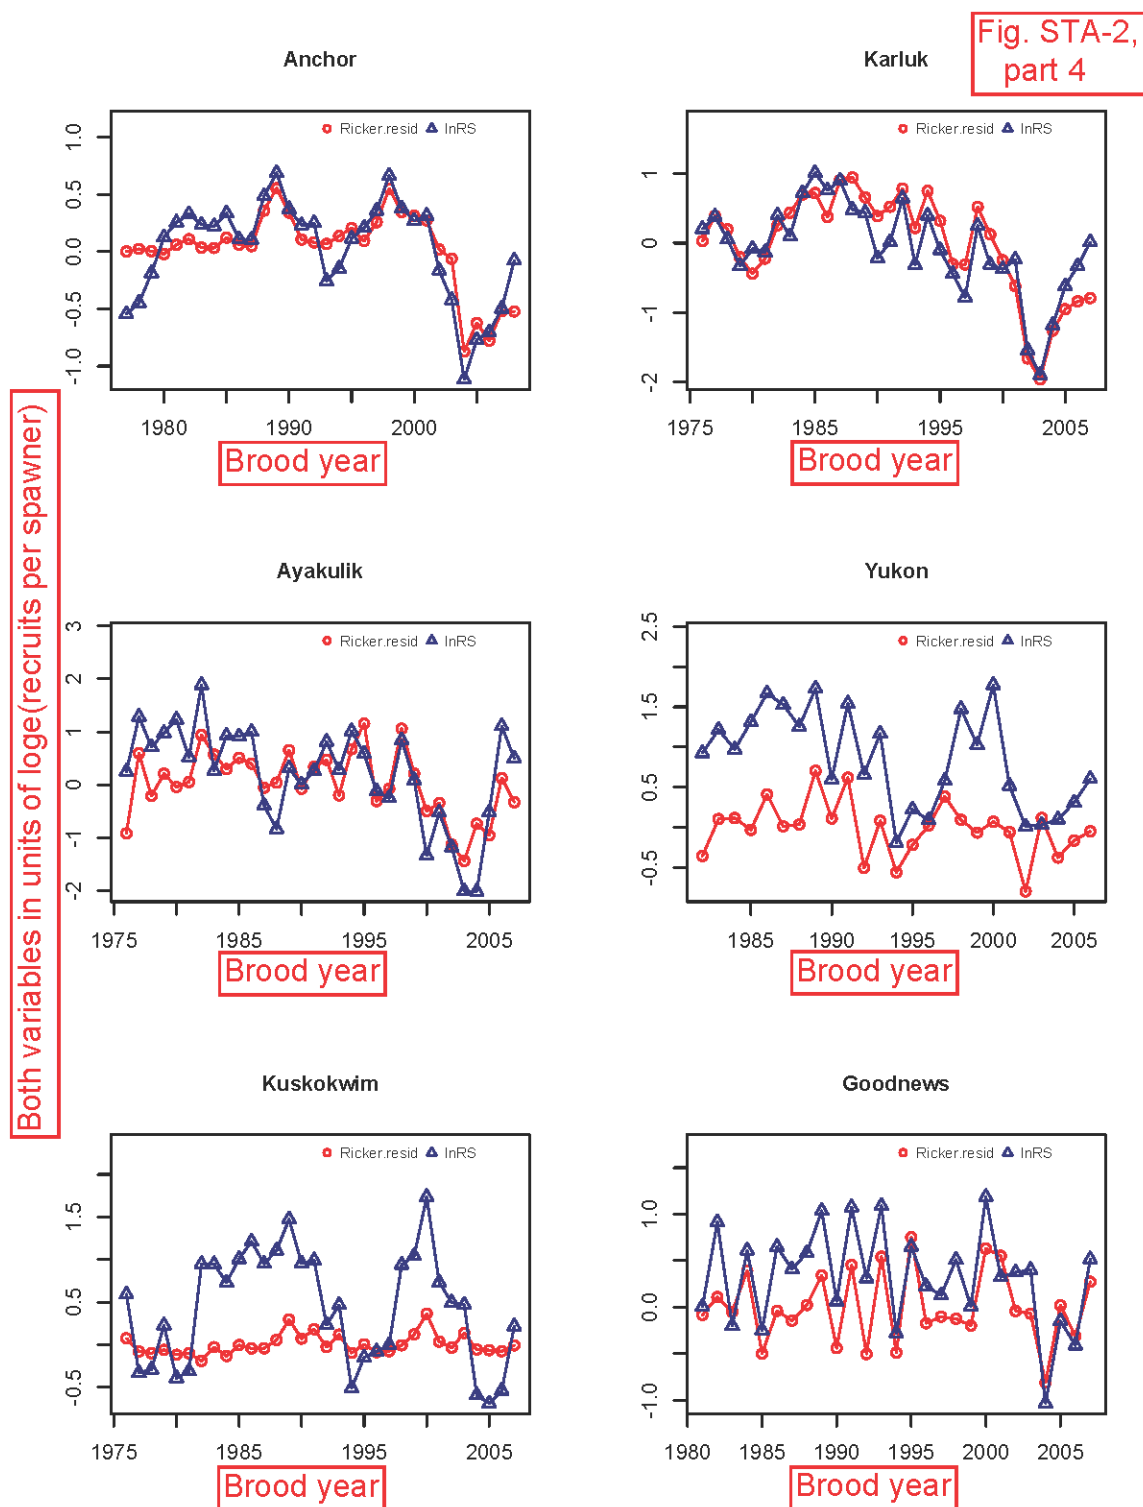 Fig. STA-2,
part 4
Both variables in units of loge(recruits per spawner)
Anchor
Ricker.resid lnRS
1.0
0.5
0.0
-0.5
-1.0
1980 1990 2000
Brood year
Karluk
Ricker.resid lnRS
1
0
-1
-2
1975 1985 1995 2005
Brood year
Ayakulik
Ricker.resid lnRS
3
2
1
0
-1
-2
1975 1985 1995 2005
Brood year
Yukon
Ricker.resid lnRS
2.5
1.5
0.5
-0.5
1985 1990 1995 2000 2005
Brood year
Kuskokwim
Ricker.resid lnRS
1.5
0.5
-0.5
1975 1985 1995 2005
Brood year
Goodnews
Ricker.resid lnRS
1.0
0.0
-1.0
1980 1985 1990 1995 2000 2005
Brood year